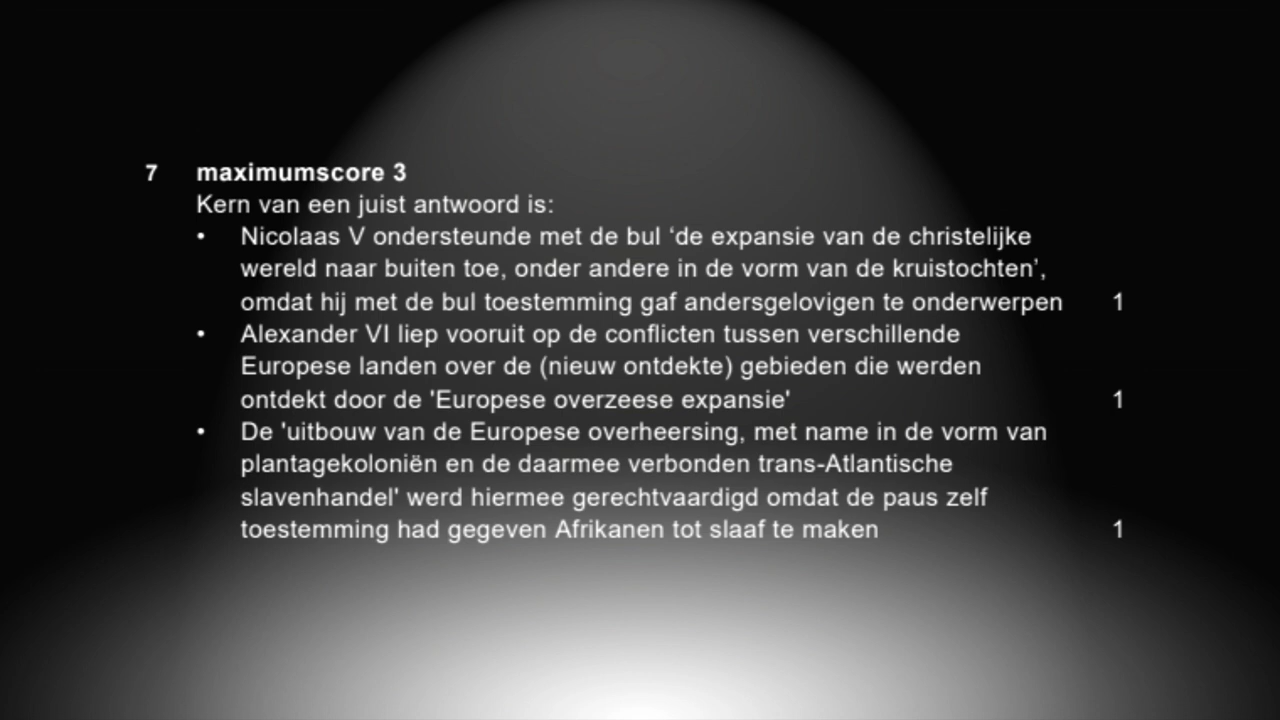 7 maximumscore 3
Kern van een juist antwoord is:
• Nicolaas V ondersteunde met de bul ‘de expansie van de christelijke
wereld naar buiten toe, onder andere in de vorm van de kruistochten’,
omdat hij met de bul toestemming gaf andersgelovigen te onderwerpen 1
• Alexander VI liep vooruit op de conflicten tussen verschillende
Europese landen over de (nieuw ontdekte) gebieden die werden
ontdekt door de 'Europese overzeese expansie' 1
• De 'uitbouw van de Europese overheersing, met name in de vorm van
plantagekoloniën en de daarmee verbonden trans-Atlantische
slavenhandel' werd hiermee gerechtvaardigd omdat de paus zelf
toestemming had gegeven Afrikanen tot slaaf te maken 1